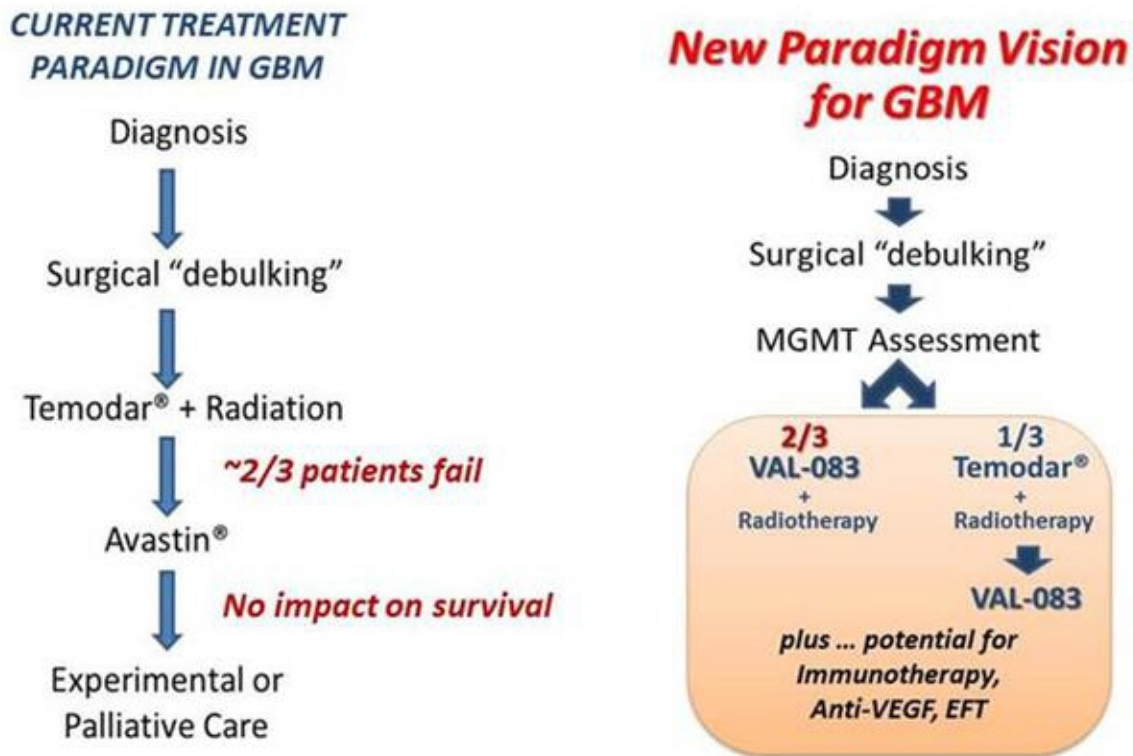 CURRENT TREATMENT
PARADIGM IN GBM
Diagnosis
Surgical “debulking”
Temodar® + Radiation
~2/3 patients fail
Avastin®
No impact on survival
Experimental or
Palliative Care
New Paradigm Vision
for GBM
Diagnosis
Surgical “debulking”
MGMT Assessment
2/3
VAL-083
+
Radiotherapy
1/3
Temodar®
+
Radiotherapy
VAL-083
plus ... potential for
Immunotherapy,
Anti-VEGF, EFT